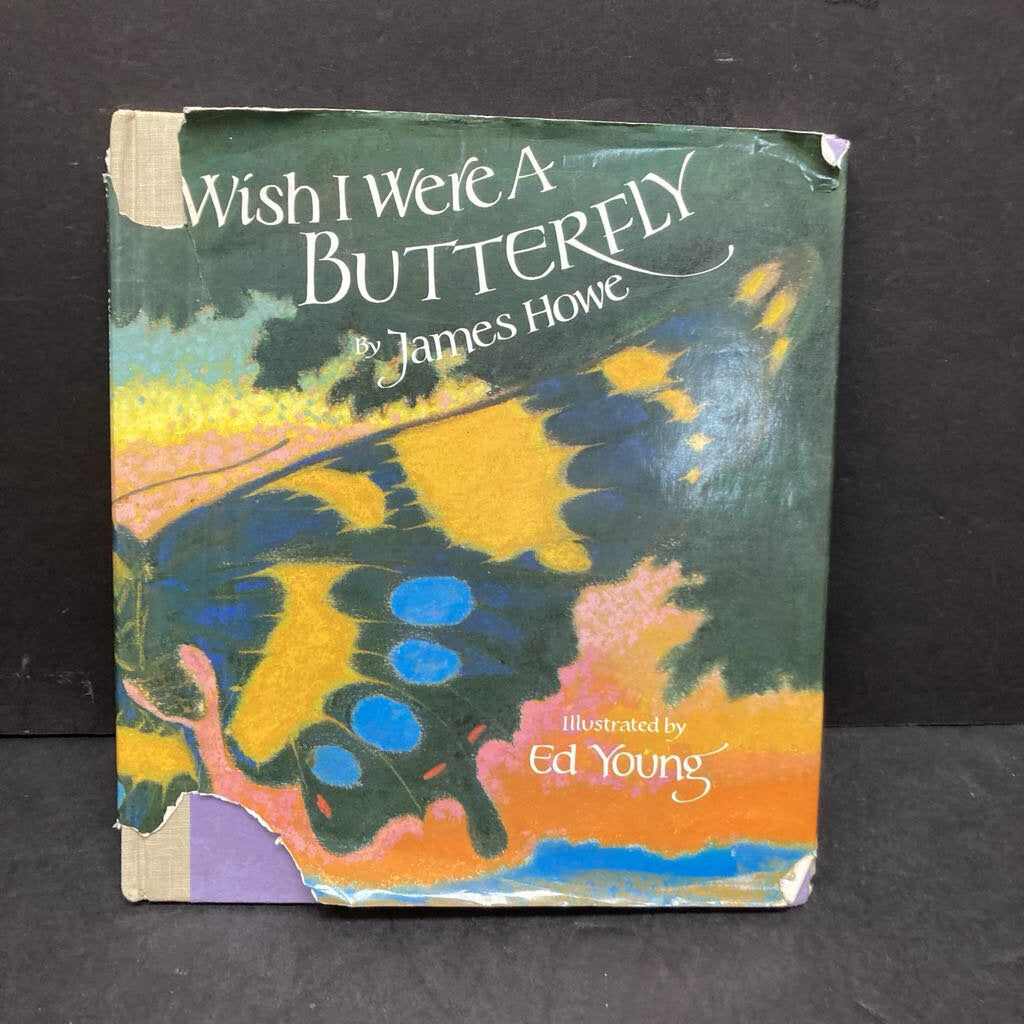 Wish I Were A
BUTTERFLY
By James Howe
Illustrated by
Ed Young